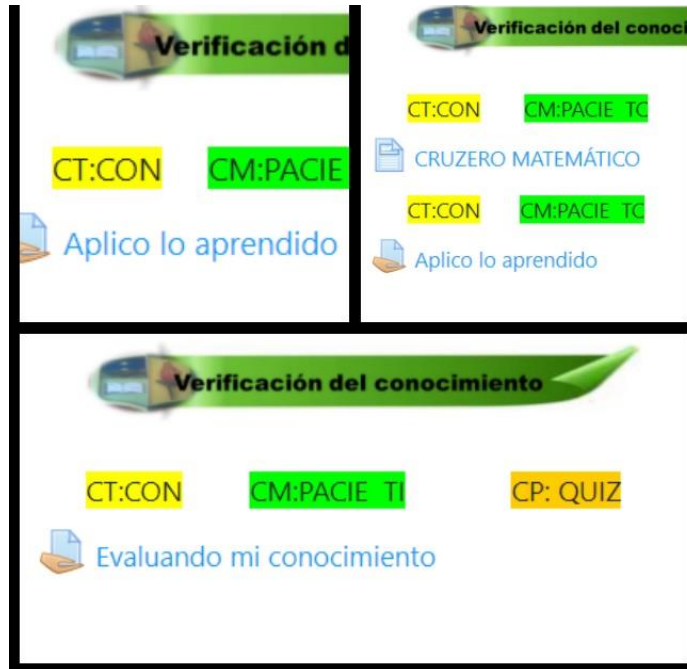 Verificación d
CT:CON CM:PACIE
Aplico lo aprendido
Verificación del conoci
CT:CON CM:PACIE TC
CRUZERO MATEMÁTICO
CT:CON CM:PACIE TC
Aplico lo aprendido
Verificación del conocimiento
CT:CON CM:PACIE TI CP: QUIZ
Evaluando mi conocimiento